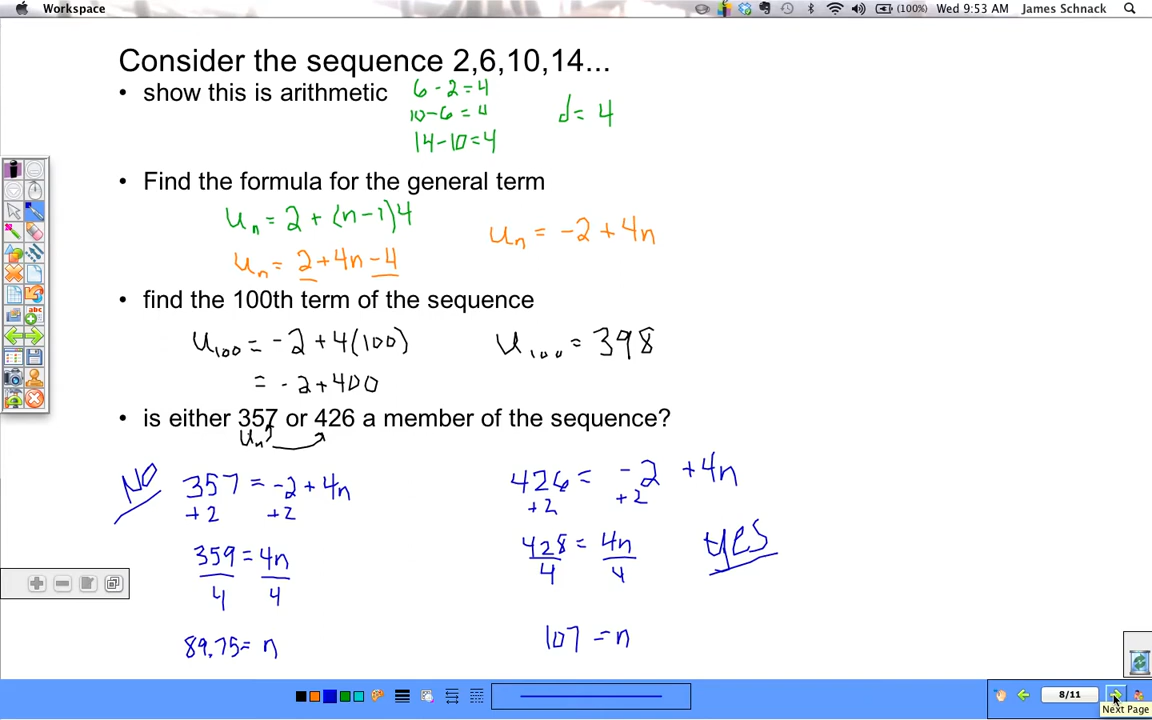 Workspace (100%) Wed 9:53 AM James Schnack
Consider the sequence 2,6,10,14...
• show this is arithmetic
6-2=4
10-6=4
14-10=4
d=4
• Find the formula for the general term
un = 2 + (n-1)4
un = 2+4n-4
un = -2+4n
• find the 100th term of the sequence
u100 = -2+4(100)
= -2+400
u100 = 398
• is either 357 or 426 a member of the sequence?
un
NO
357 = -2+4n
+2 +2
359 = 4n
4 4
89.75 = n
426 = -2 +4n
+2 +2
428 = 4n
4 4
107 = n
yes
abc
8/11
Next Page